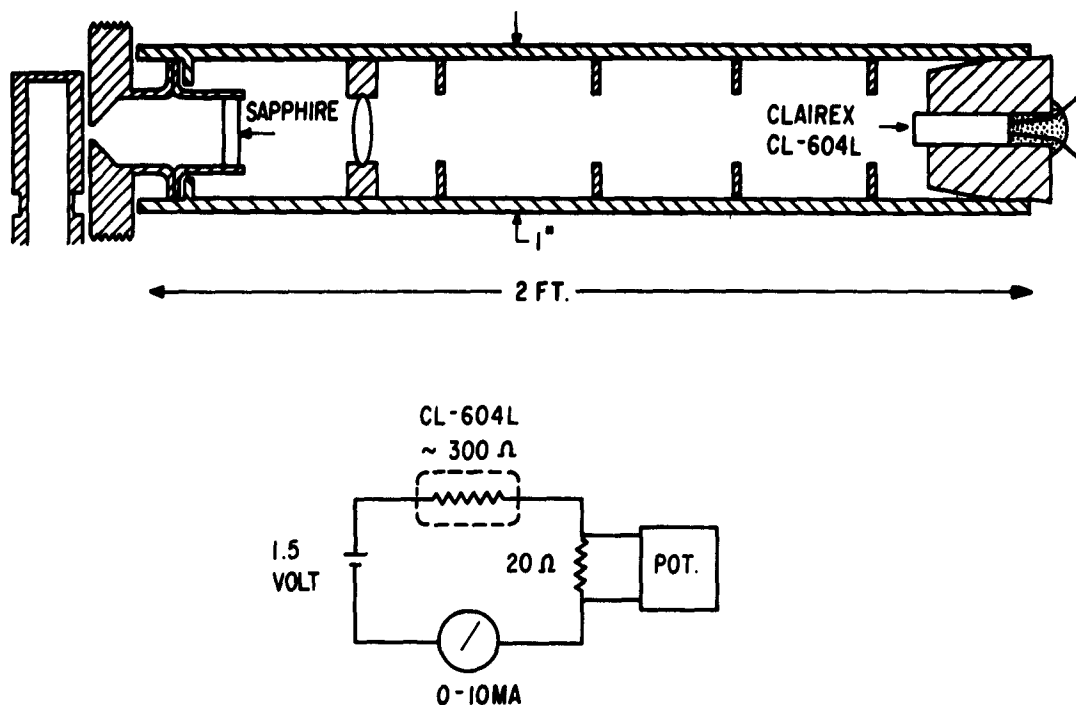 SAPPHIRE
CLAIREX
CL-604L
1"
2 FT.
CL-604L
~ 300 Ω
1.5
VOLT
20 Ω
POT.
0-10MA